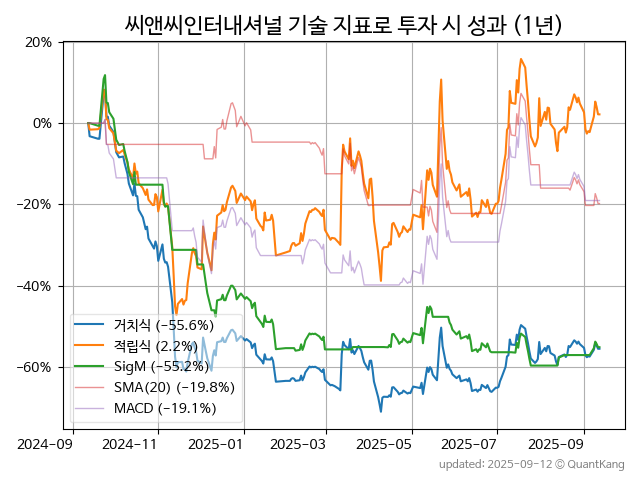 씨앤씨인터내셔널 기술 지표로 투자 시 성과 (1년)
20%
0%
−20%
−40%
−60%
거치식 (−55.6%)
적립식 (2.2%)
SigM (−55.2%)
SMA(20) (−19.8%)
MACD (−19.1%)
2024-09
2024-11
2025-01
2025-03
2025-05
2025-07
2025-09
updated: 2025-09-12 © QuantKang